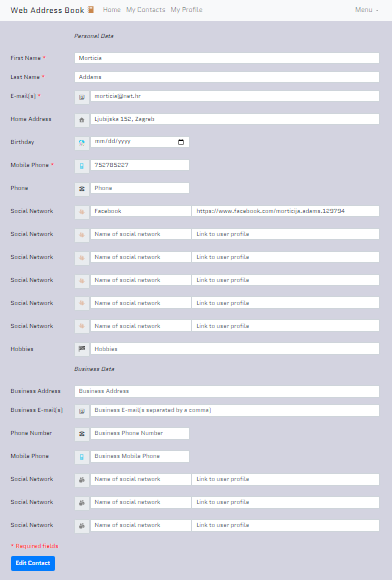 Web Address Book Home My Contacts My Profile Menu
Personal Data
First Name * Morticia
Last Name * Addams
E-mail(s) * morticia@net.hr
Home Address Ljubijska 152, Zagreb
Birthday mm/dd/yyyy
Mobile Phone * 752785227
Phone Phone
Social Network Facebook https://www.facebook.com/morticija.adams.129794
Social Network Name of social network Link to user profile
Social Network Name of social network Link to user profile
Social Network Name of social network Link to user profile
Social Network Name of social network Link to user profile
Social Network Name of social network Link to user profile
Hobbies Hobbies
Business Data
Business Address Business Address
Business E-mail(s) Business E-mail(s separated by a comma)
Phone Number Business Phone Number
Mobile Phone Business Mobile Phone
Social Network Name of social network Link to user profile
Social Network Name of social network Link to user profile
Social Network Name of social network Link to user profile
* Required fields
Edit Contact